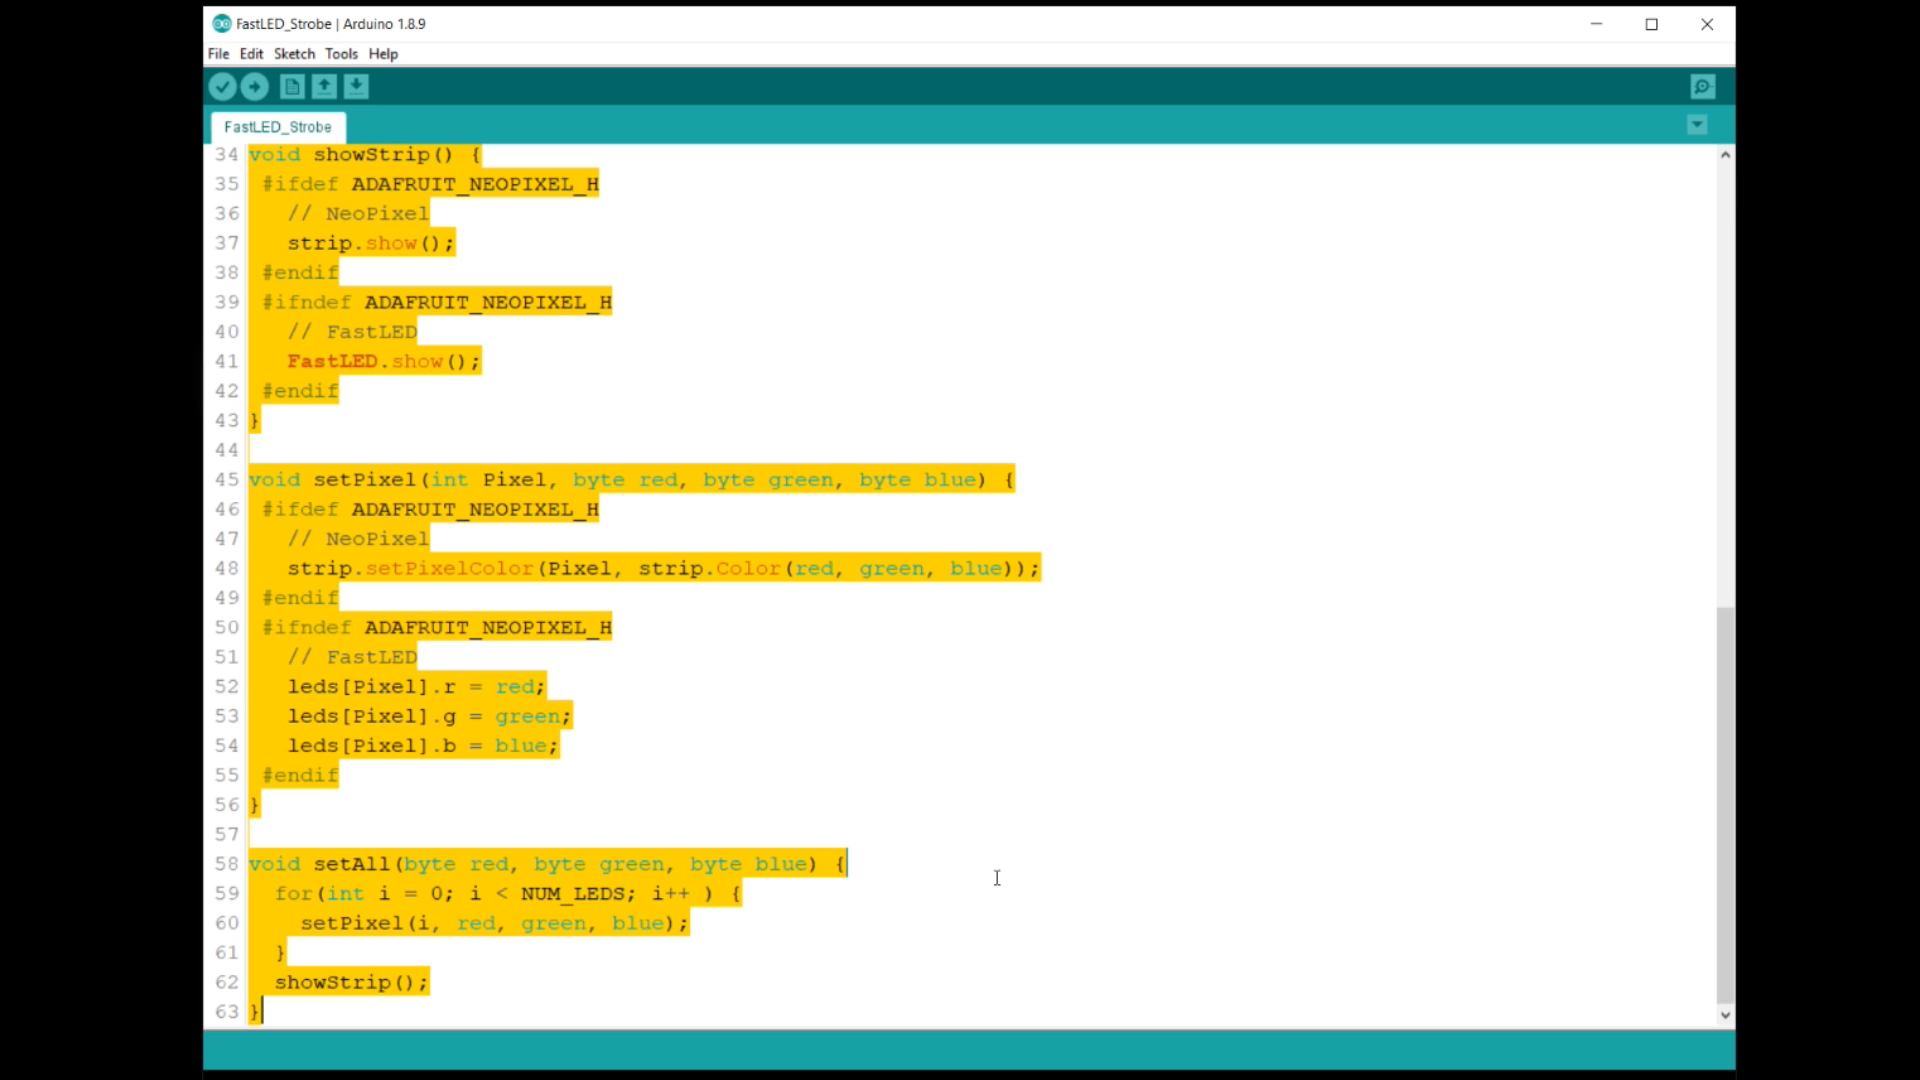 FastLED_Strobe | Arduino 1.8.9
File Edit Sketch Tools Help
FastLED_Strobe
34 void showStrip() {
35 #ifdef ADAFRUIT_NEOPIXEL_H
36 // NeoPixel
37 strip.show();
38 #endif
39 #ifndef ADAFRUIT_NEOPIXEL_H
40 // FastLED
41 FastLED.show();
42 #endif
43 }
44
45 void setPixel(int Pixel, byte red, byte green, byte blue) {
46 #ifdef ADAFRUIT_NEOPIXEL_H
47 // NeoPixel
48 strip.setPixelColor(Pixel, strip.Color(red, green, blue));
49 #endif
50 #ifndef ADAFRUIT_NEOPIXEL_H
51 // FastLED
52 leds[Pixel].r = red;
53 leds[Pixel].g = green;
54 leds[Pixel].b = blue;
55 #endif
56 }
57
58 void setAll(byte red, byte green, byte blue) {
59 for(int i = 0; i < NUM_LEDS; i++ ) {
60 setPixel(i, red, green, blue);
61 }
62 showStrip();
63 }